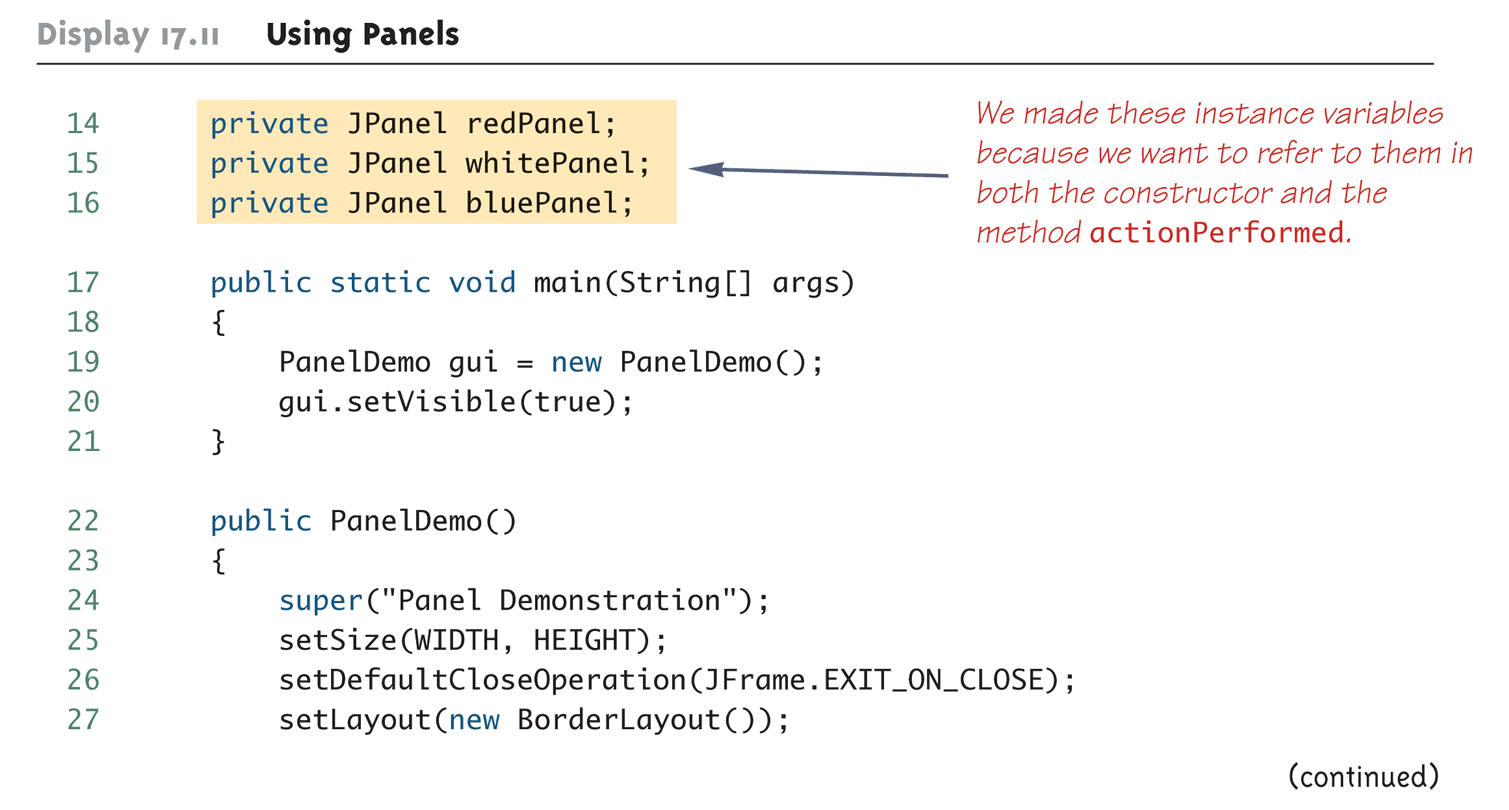 Display 17.11 Using Panels
14 private JPanel redPanel;
15 private JPanel whitePanel;
16 private JPanel bluePanel;
We made these instance variables
because we want to refer to them in
both the constructor and the
method actionPerformed.
17 public static void main(String[] args)
18 {
19 PanelDemo gui = new PanelDemo();
20 gui.setVisible(true);
21 }
22 public PanelDemo()
23 {
24 super("Panel Demonstration");
25 setSize(WIDTH, HEIGHT);
26 setDefaultCloseOperation(JFrame.EXIT_ON_CLOSE);
27 setLayout(new BorderLayout());
(continued)